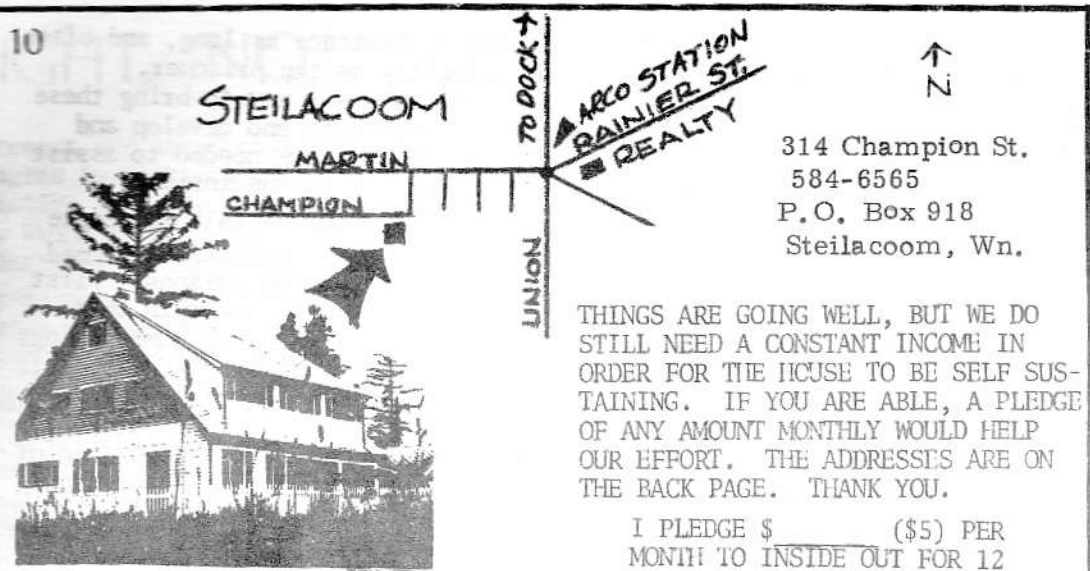 10
STEILACOOM
MARTIN
CHAMPION
TO DOCK
ARCO STATION
RAINIER ST.
REALTY
UNION
N
314 Champion St.
584-6565
P.O. Box 918
Steilacoom, Wn.
THINGS ARE GOING WELL, BUT WE DO
STILL NEED A CONSTANT INCOME IN
ORDER FOR THE HOUSE TO BE SELF SUS-
TAINING. IF YOU ARE ABLE, A PLEDGE
OF ANY AMOUNT MONTHLY WOULD HELP
OUR EFFORT. THE ADDRESSES ARE ON
THE BACK PAGE. THANK YOU.
I PLEDGE $_______ ($5) PER
MONTH TO INSIDE OUT FOR 12